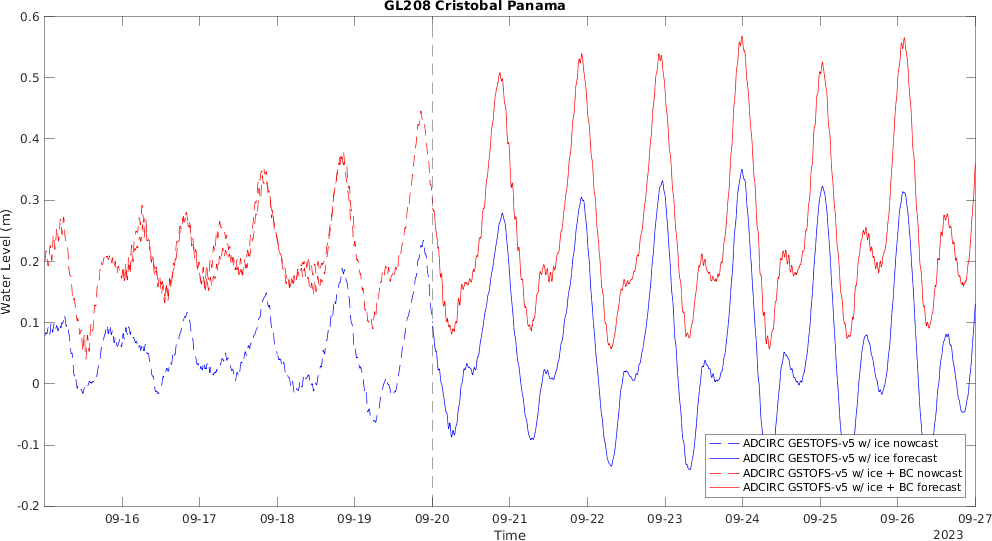 GL208 Cristobal Panama
0.6
0.5
0.4
0.3
0.2
0.1
0
-0.1
-0.2
Water Level (m)
ADCIRC GESTOFS-v5 w/ ice nowcast
ADCIRC GESTOFS-v5 w/ ice forecast
ADCIRC GSTOFS-v5 w/ ice + BC nowcast
ADCIRC GSTOFS-v5 w/ ice + BC forecast
09-16 09-17 09-18 09-19 09-20 09-21 09-22 09-23 09-24 09-25 09-26 09-27
Time
2023